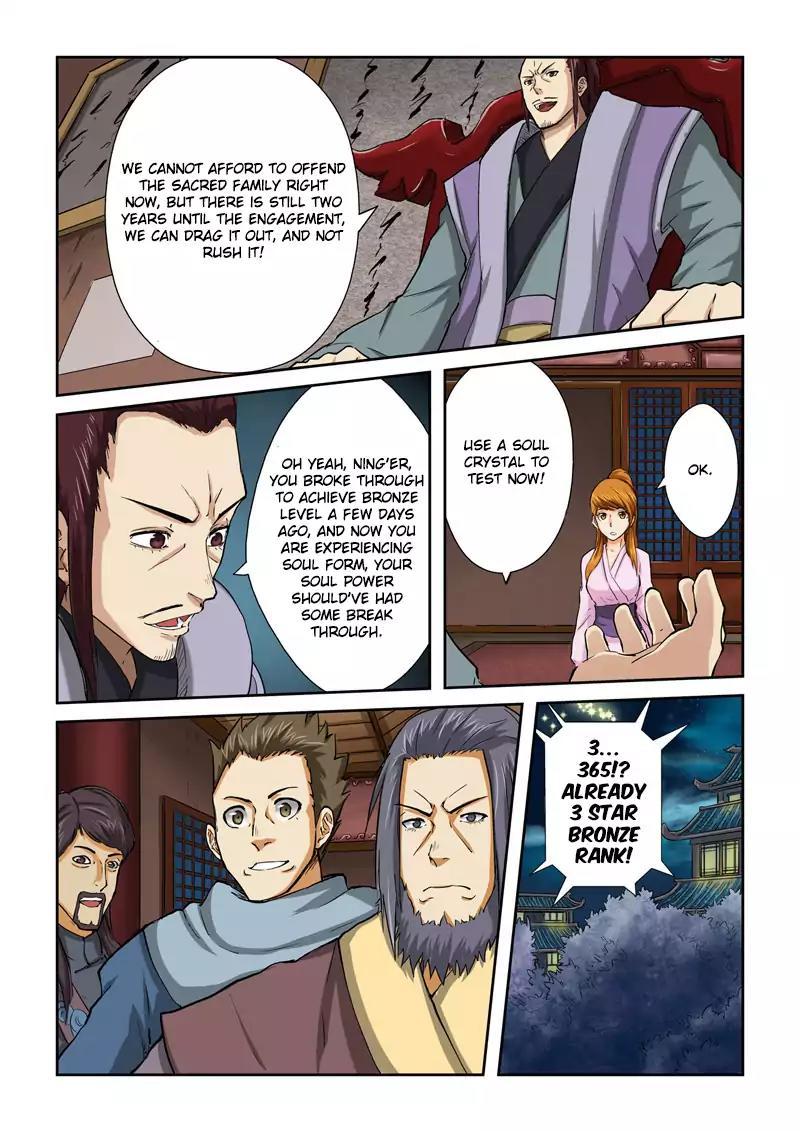 WE CANNOT AFFORD TO OFFEND
THE SACRED FAMILY RIGHT
NOW, BUT THERE IS STILL TWO
YEARS UNTIL THE ENGAGEMENT,
WE CAN DRAG IT OUT, AND NOT
RUSH IT!
OH YEAH, NING'ER,
YOU BROKE THROUGH
TO ACHIEVE BRONZE
LEVEL A FEW DAYS
AGO, AND NOW YOU
ARE EXPERIENCING
SOUL FORM, YOUR
SOUL POWER
SHOULD'VE HAD
SOME BREAK
THROUGH.
USE A SOUL
CRYSTAL TO
TEST NOW!
OK.
3...
365!?
ALREADY
3 STAR
BRONZE
RANK!